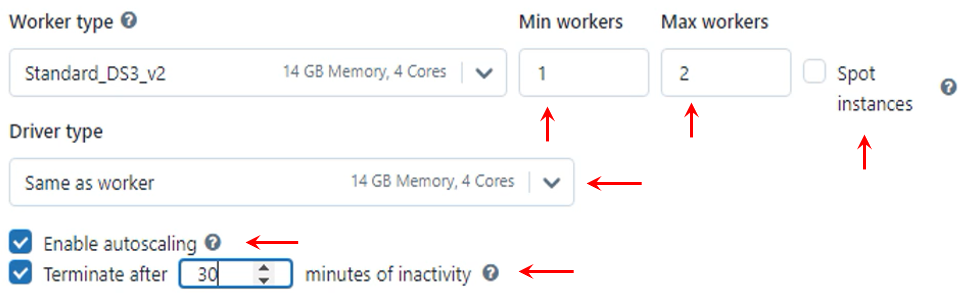 Worker type
Min workers
Max workers
Standard_DS3_v2
14 GB Memory, 4 Cores
1
2
Spot
instances
Driver type
Same as worker
14 GB Memory, 4 Cores
Enable autoscaling
Terminate after 30 minutes of inactivity